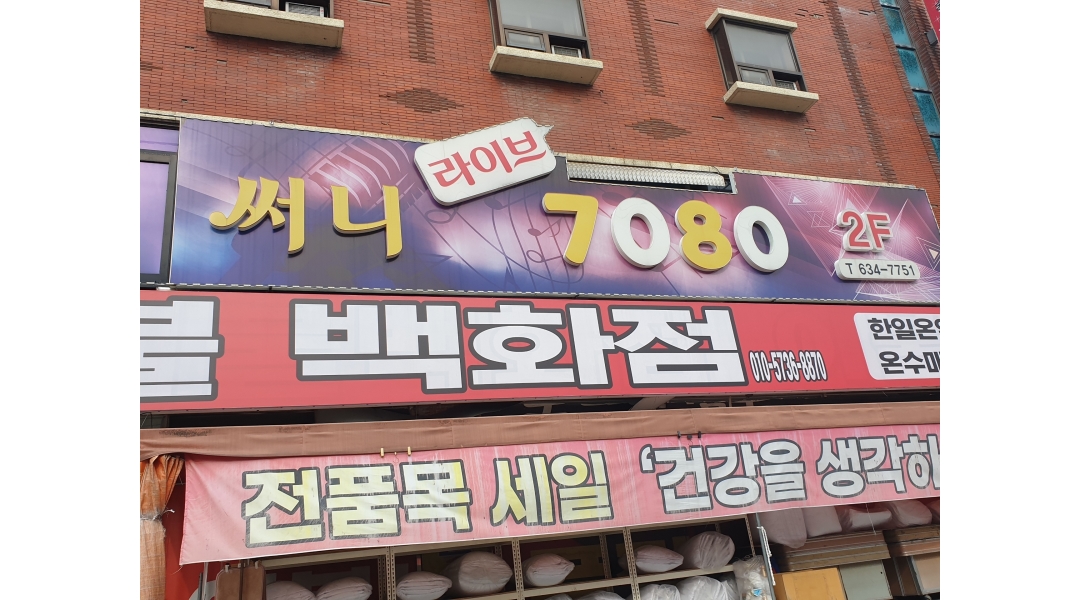 라이브
써니 7080 2F
T 634-7751
불 백화점 010-5736-8870
한일온
온수매
전품목 세일 '건강을 생각하